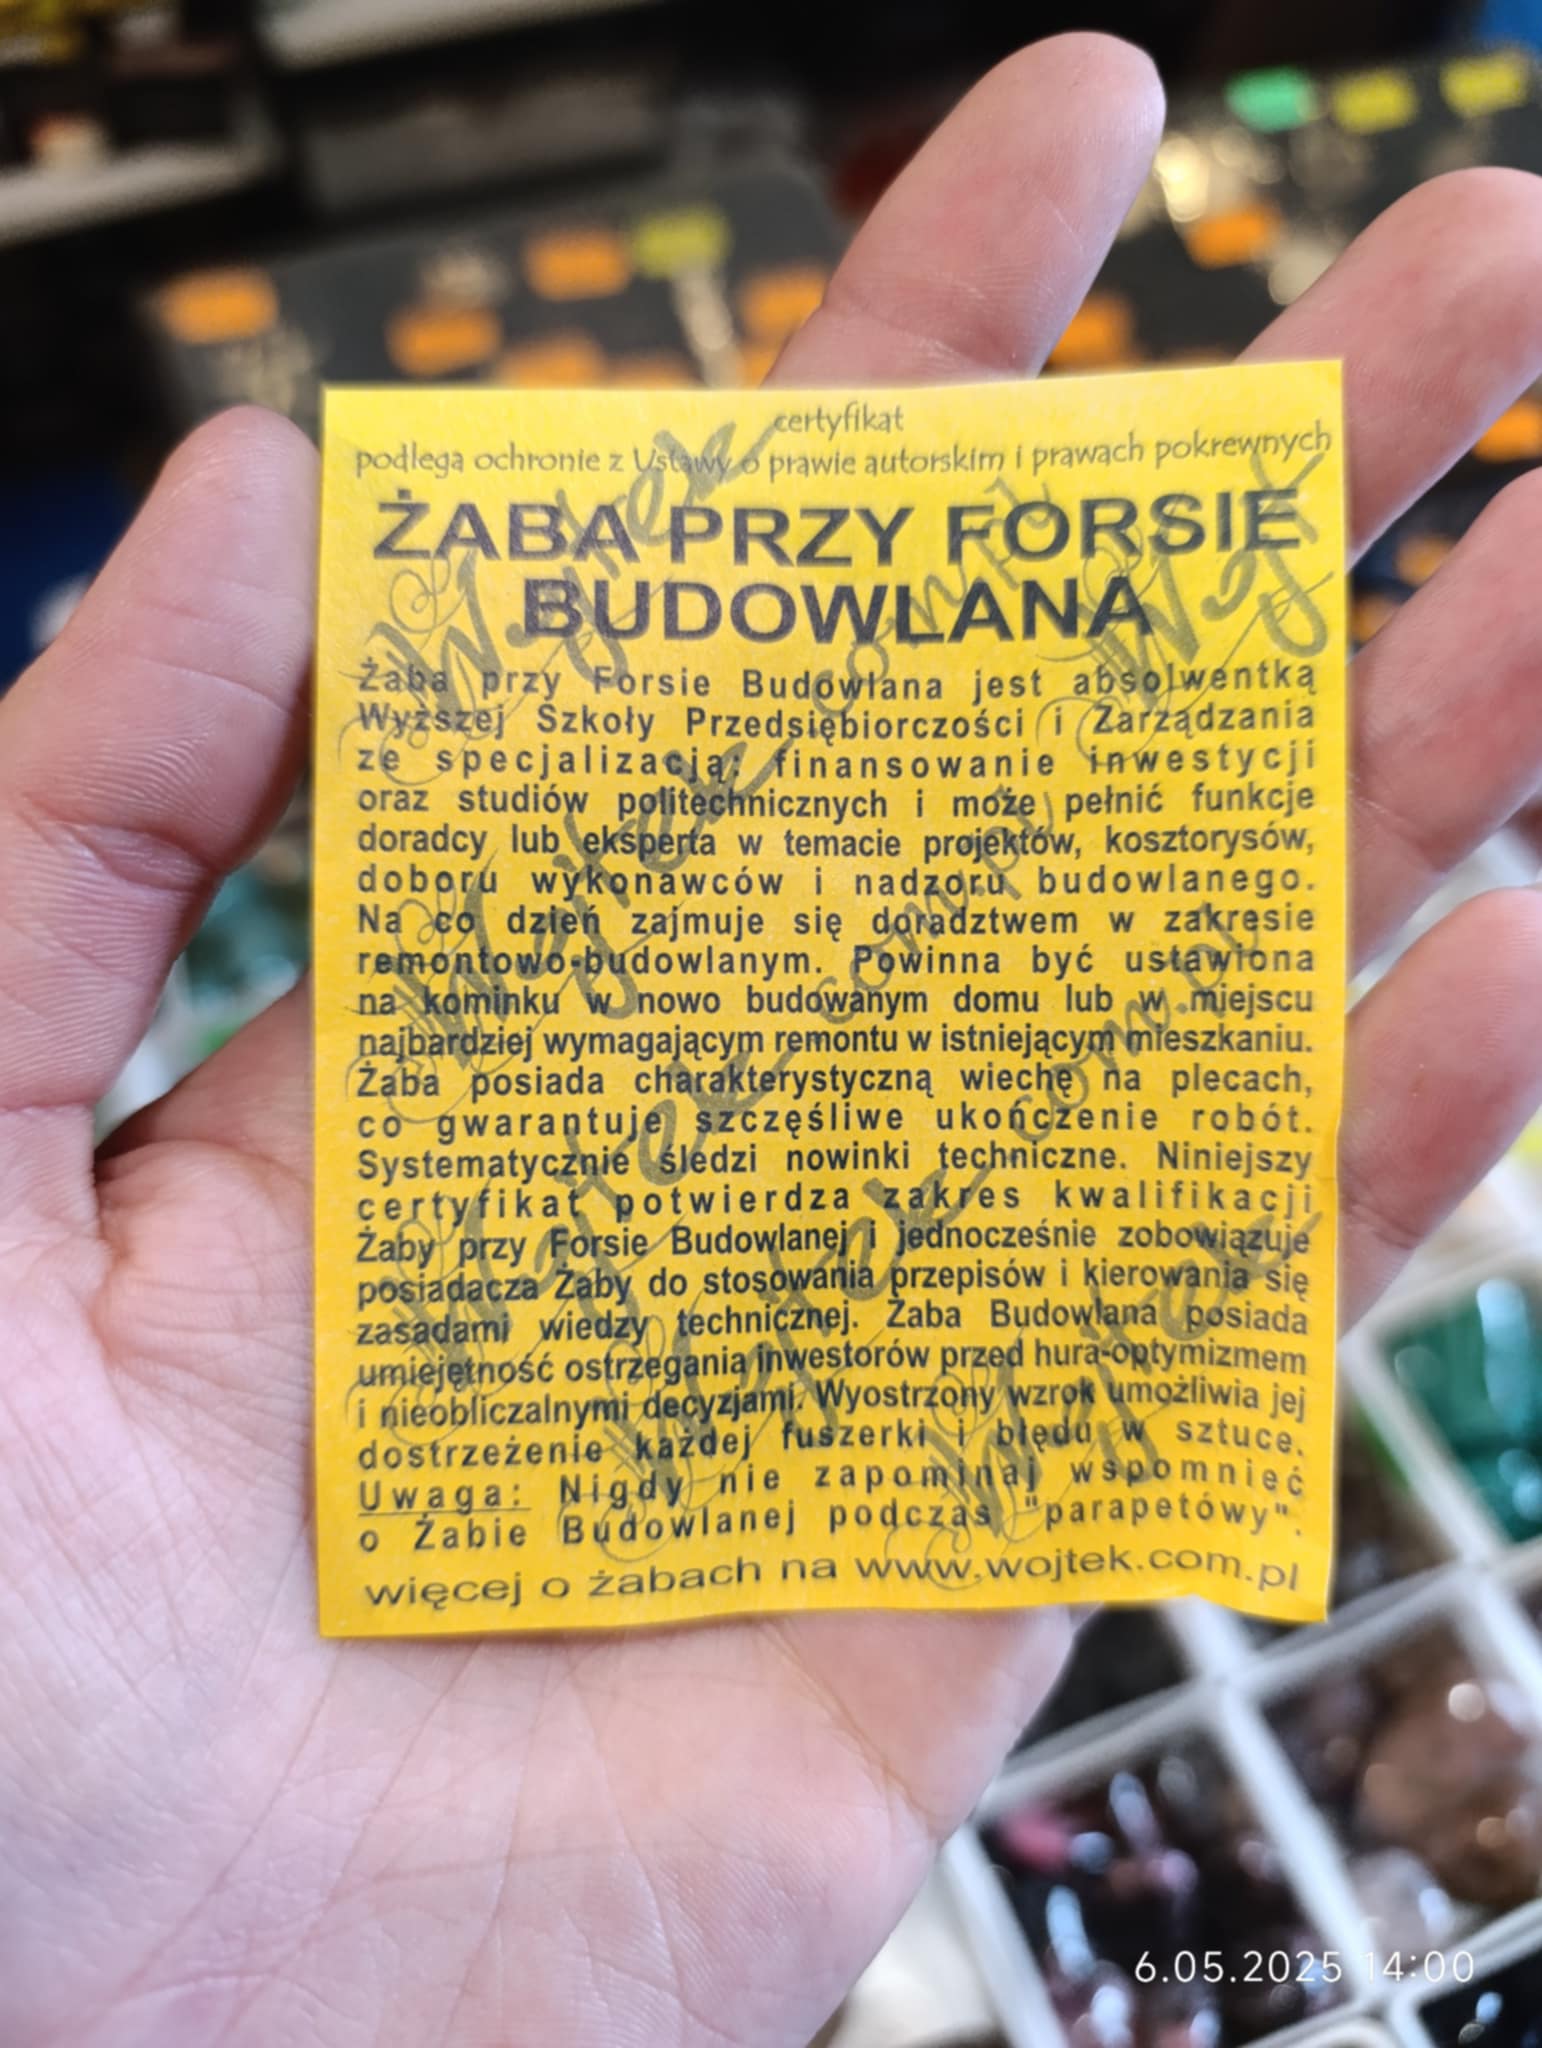 certyfikat
podlega ochronie z Ustawy o prawie autorskim i prawach pokrewnych
ŻABA PRZY FORSIE
BUDOWLANA
Żaba przy Forsie Budowlana jest absolwentką
Wyższej Szkoły Przedsiębiorczości i Zarządzania
ze specjalizacją: finansowanie inwestycji
oraz studiów politechnicznych i może pełnić funkcje
doradcy lub eksperta w temacie projektów, kosztorysów,
doboru wykonawców i nadzoru budowlanego.
Na co dzień zajmuje się doradztwem w zakresie
remontowo-budowlanym. Powinna być ustawiona
na kominku w nowo budowanym domu lub w miejscu
najbardziej wymagającym remontu w istniejącym mieszkaniu.
Żaba posiada charakterystyczną wiechę na plecach,
co gwarantuje szczęśliwe ukończenie robót.
Systematycznie śledzi nowinki techniczne. Niniejszy
certyfikat potwierdza zakres kwalifikacji
Żaby przy Forsie Budowlanej i jednocześnie zobowiązuje
posiadacza Żaby do stosowania przepisów i kierowania się
zasadami wiedzy technicznej. Żaba Budowlana posiada
umiejętność ostrzegania inwestorów przed hura-optymizmem
i nieobliczalnymi decyzjami. Wyostrzony wzrok umożliwia jej
dostrzeżenie każdej fuszerki i błędu w sztuce.
Uwaga: Nigdy nie zapominaj wspomnieć
o Żabie Budowlanej podczas "parapetówy".
więcej o żabach na www.wojtek.com.pl
6.05.2025 14:00